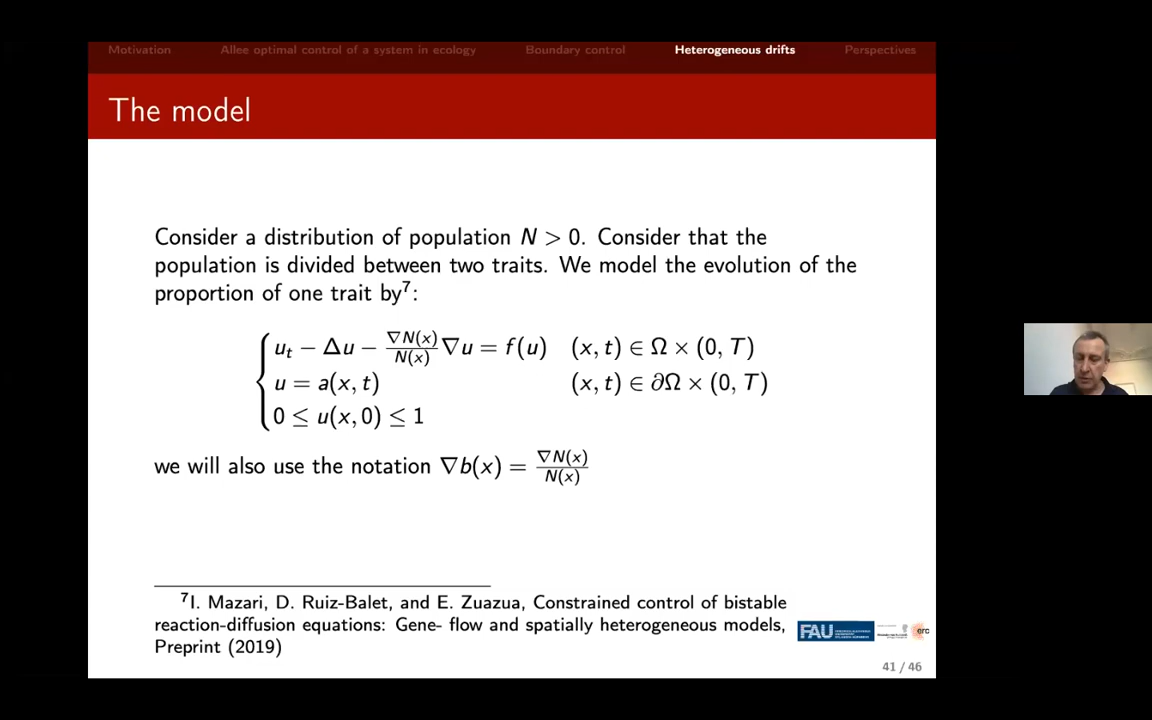 Motivation Allee optimal control of a system in ecology Boundary control Heterogeneous drifts Perspectives
The model
Consider a distribution of population N > 0. Consider that the
population is divided between two traits. We model the evolution of the
proportion of one trait by⁷:
u_t − Δu − ∇N(x)/N(x) ∇u = f(u) (x, t) ∈ Ω × (0, T)
u = a(x, t) (x, t) ∈ ∂Ω × (0, T)
0 ≤ u(x, 0) ≤ 1
we will also use the notation ∇b(x) = ∇N(x)/N(x)
⁷I. Mazari, D. Ruiz-Balet, and E. Zuazua, Constrained control of bistable
reaction-diffusion equations: Gene- flow and spatially heterogeneous models,
Preprint (2019)
FAU
erc
41 / 46